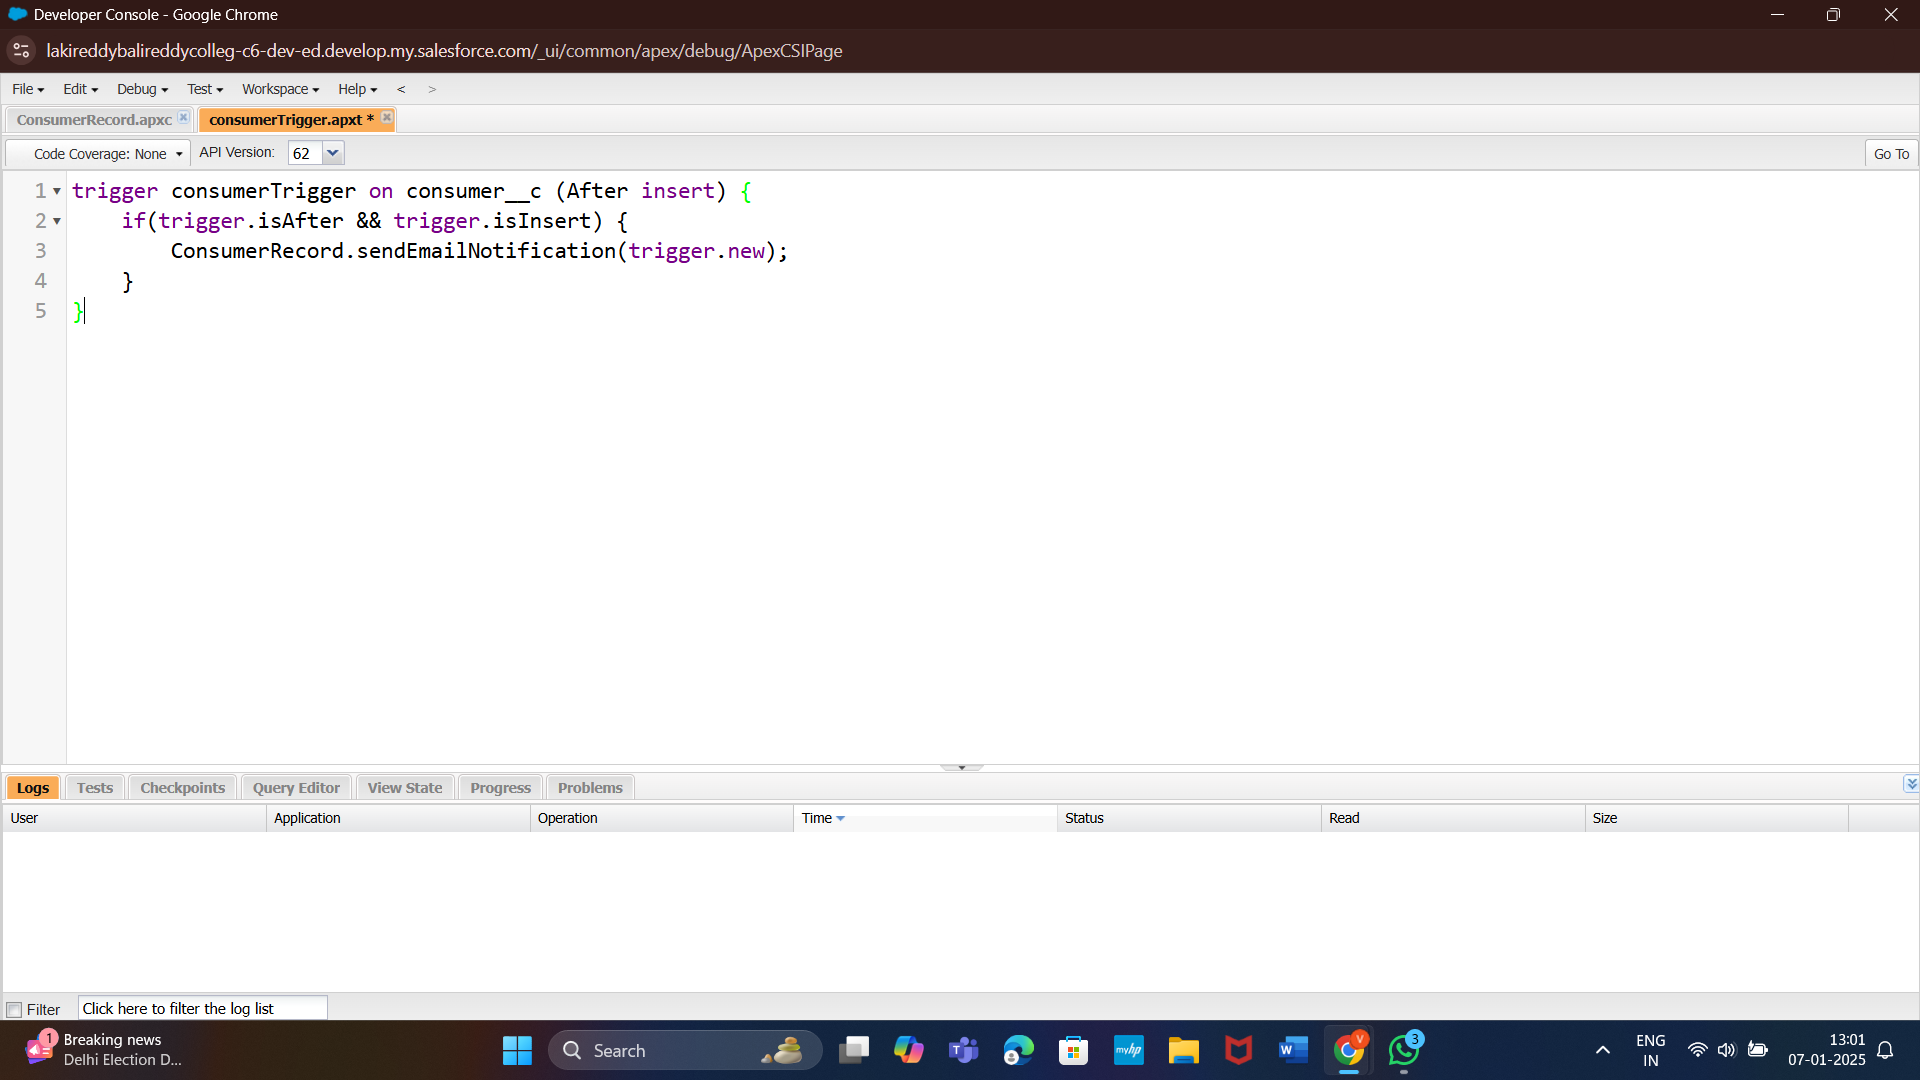 Developer Console - Google Chrome
lakireddybalireddycolleg-c6-dev-ed.develop.my.salesforce.com/_ui/common/apex/debug/ApexCSIPage
File Edit Debug Test Workspace Help < >
ConsumerRecord.apxc consumerTrigger.apxt *
Code Coverage: None API Version: 62 Go To
1 trigger consumerTrigger on consumer__c (After insert) {
2 if(trigger.isAfter && trigger.isInsert) {
3 ConsumerRecord.sendEmailNotification(trigger.new);
4 }
5 }
Logs Tests Checkpoints Query Editor View State Progress Problems
User Application Operation Time Status Read Size
Filter Click here to filter the log list
1 Breaking news
Delhi Election D...
Search
myhp
V
3
ENG
IN
13:01
07-01-2025